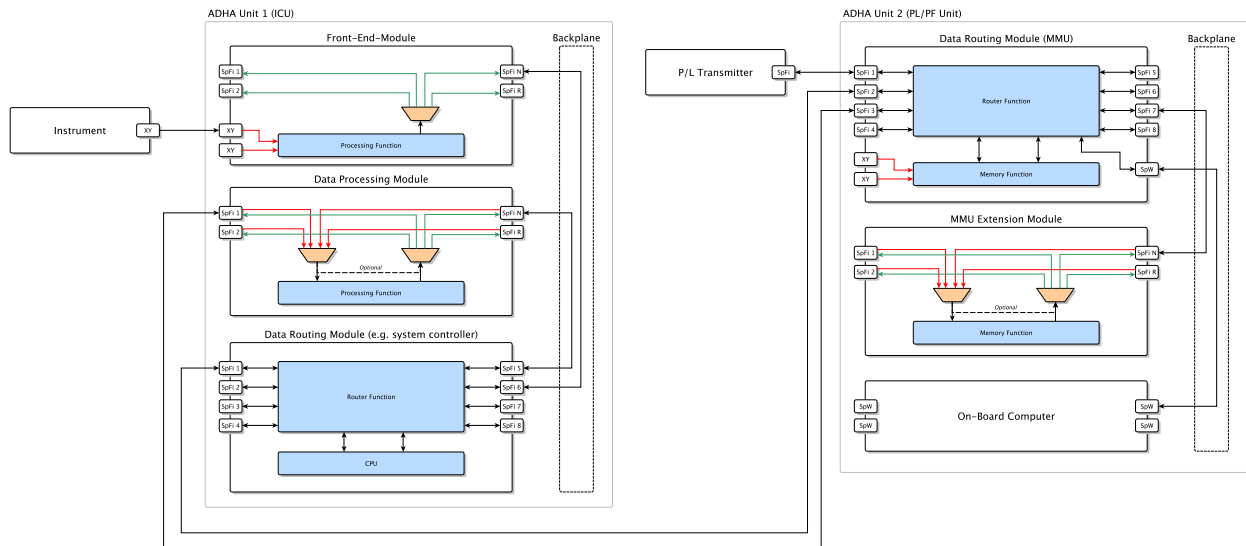 ADHA Unit 1 (ICU)
Front-End-Module
Backplane
SpFi 1
SpFi N
SpFi 2
SpFi R
Instrument
XY
XY
XY
Processing Function
Data Processing Module
SpFi 1
SpFi N
SpFi 2
SpFi R
Optional
Processing Function
Data Routing Module (e.g. system controller)
SpFi 1
SpFi 5
SpFi 2
SpFi 6
Router Function
SpFi 3
SpFi 7
SpFi 4
SpFi 8
CPU
P/L Transmitter
SpFi
ADHA Unit 2 (PL/PF Unit)
Data Routing Module (MMU)
Backplane
SpFi 1
SpFi 5
SpFi 2
SpFi 6
Router Function
SpFi 3
SpFi 7
SpFi 4
SpFi 8
XY
XY
SpW
Memory Function
MMU Extension Module
SpFi 1
SpFi N
SpFi 2
SpFi R
Optional
Memory Function
SpW
SpW
On-Board Computer
SpW
SpW